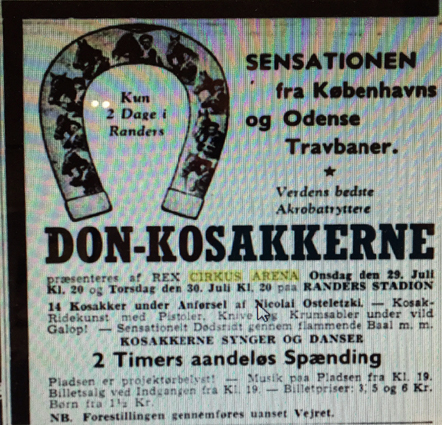 Kun
2 Dage i
Randers
SENSATIONEN
fra Københavns
og Odense
Travbaner.
Verdens bedste
Akrobatryttere
DON-KOSAKKERNE
præsenteres af REX CIRKUS ARENA Onsdag den 29. Juli
Kl. 20 og Torsdag den 30. Juli Kl. 20 paa RANDERS STADION
14 Kosakker under Anførsel af Nicolai Osteletzki. — Kosak-
Ridekunst med Pistoler, Knive og Krumsabler under vild
Galop! — Sensationelt Dødsridt gennem flammende Baal m. m.
KOSAKKERNE SYNGER OG DANSER
2 Timers aandeløs Spænding
Pladsen er projektørbelyst! — Musik paa Pladsen fra Kl. 19.
Billetsalg ved Indgangen fra Kl. 19. — Billetpriser: 3, 5 og 6 Kr.
Børn fra 1½ Kr.
NB. Forestillingen gennemføres uanset Vejret.